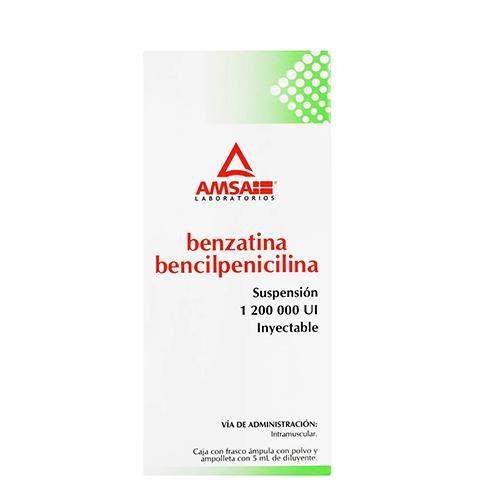 AMSA
LABORATORIOS
benzatina
bencilpenicilina
Suspensión
1 200 000 UI
Inyectable
VÍA DE ADMINISTRACIÓN:
Intramuscular.
Caja con frasco ámpula con polvo y
ampolleta con 5 mL de diluyente.